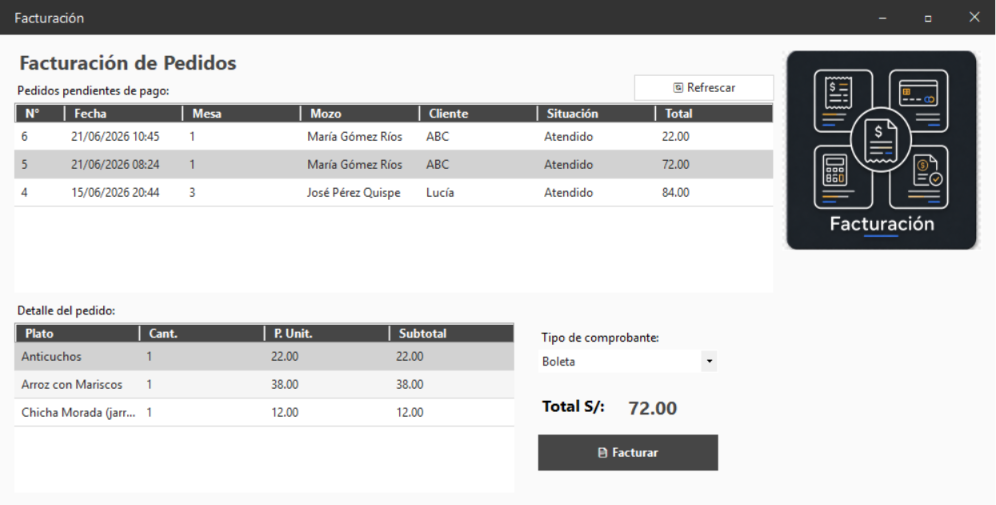 Facturación
Facturación de Pedidos
Pedidos pendientes de pago:
Refrescar
N° Fecha Mesa Mozo Cliente Situación Total
6 21/06/2026 10:45 1 María Gómez Ríos ABC Atendido 22.00
5 21/06/2026 08:24 1 María Gómez Ríos ABC Atendido 72.00
4 15/06/2026 20:44 3 José Pérez Quispe Lucía Atendido 84.00
$
$
$
Facturación
Detalle del pedido:
Plato Cant. P. Unit. Subtotal
Anticuchos 1 22.00 22.00
Arroz con Mariscos 1 38.00 38.00
Chicha Morada (jarr... 1 12.00 12.00
Tipo de comprobante:
Boleta
Total S/: 72.00
Facturar